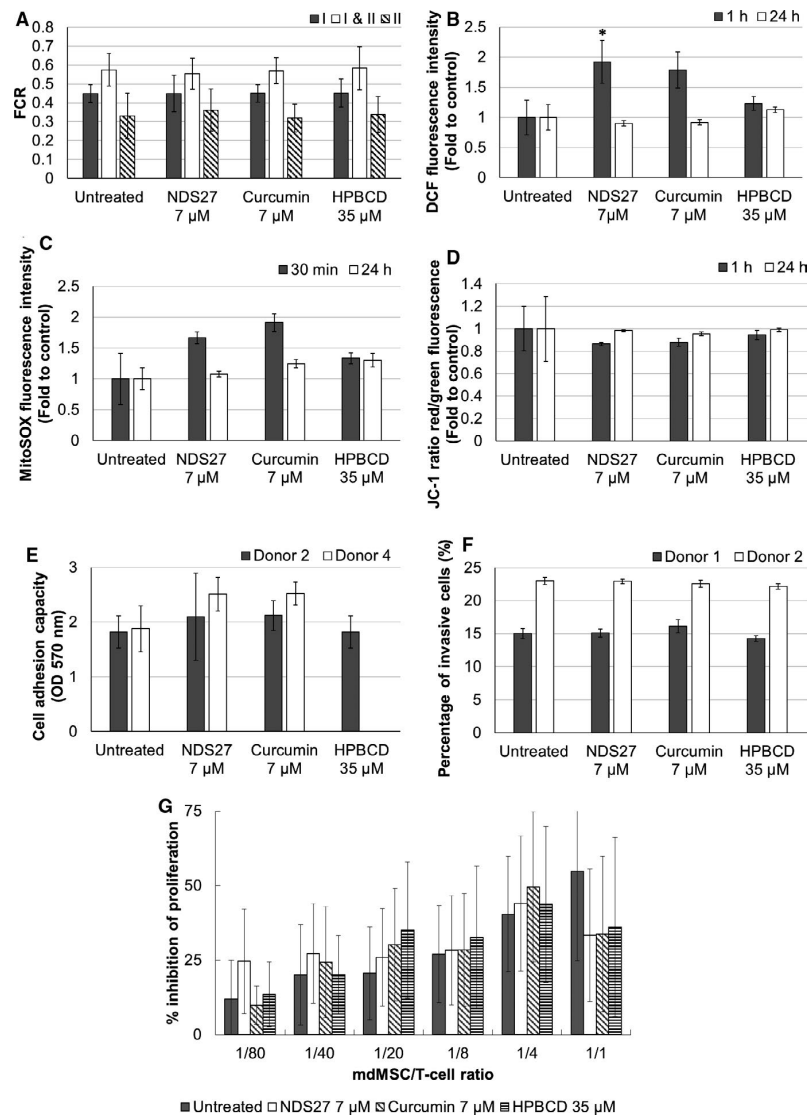 A
I I & II II
FCR
0.8
0.7
0.6
0.5
0.4
0.3
0.2
0.1
0
Untreated NDS27 Curcumin HPBCD
7 µM 7 µM 35 µM
B
1 h 24 h
DCF fluorescence intensity
(Fold to control)
2.5
2
1.5
1
0.5
0
*
Untreated NDS27 Curcumin HPBCD
7µM 7 µM 35 µM
C
30 min 24 h
MitoSOX fluorescence intensity
(Fold to control)
2.5
2
1.5
1
0.5
0
Untreated NDS27 Curcumin HPBCD
7 µM 7 µM 35 µM
D
1 h 24 h
JC-1 ratio red/green fluorescence
(Fold to control)
1.4
1.2
1
0.8
0.6
0.4
0.2
0
Untreated NDS27 Curcumin HPBCD
7 µM 7 µM 35 µM
E
Donor 2 Donor 4
Cell adhesion capacity
(OD 570 nm)
3
2
1
0
Untreated NDS27 Curcumin HPBCD
7 µM 7 µM 35 µM
F
Donor 1 Donor 2
Percentage of invasive cells (%)
25
20
15
10
5
0
Untreated NDS27 Curcumin HPBCD
7 µM 7 µM 35 µM
G
% inhibition of proliferation
75
50
25
0
1/80 1/40 1/20 1/8 1/4 1/1
mdMSC/T-cell ratio
Untreated NDS27 7 µM Curcumin 7 µM HPBCD 35 µM